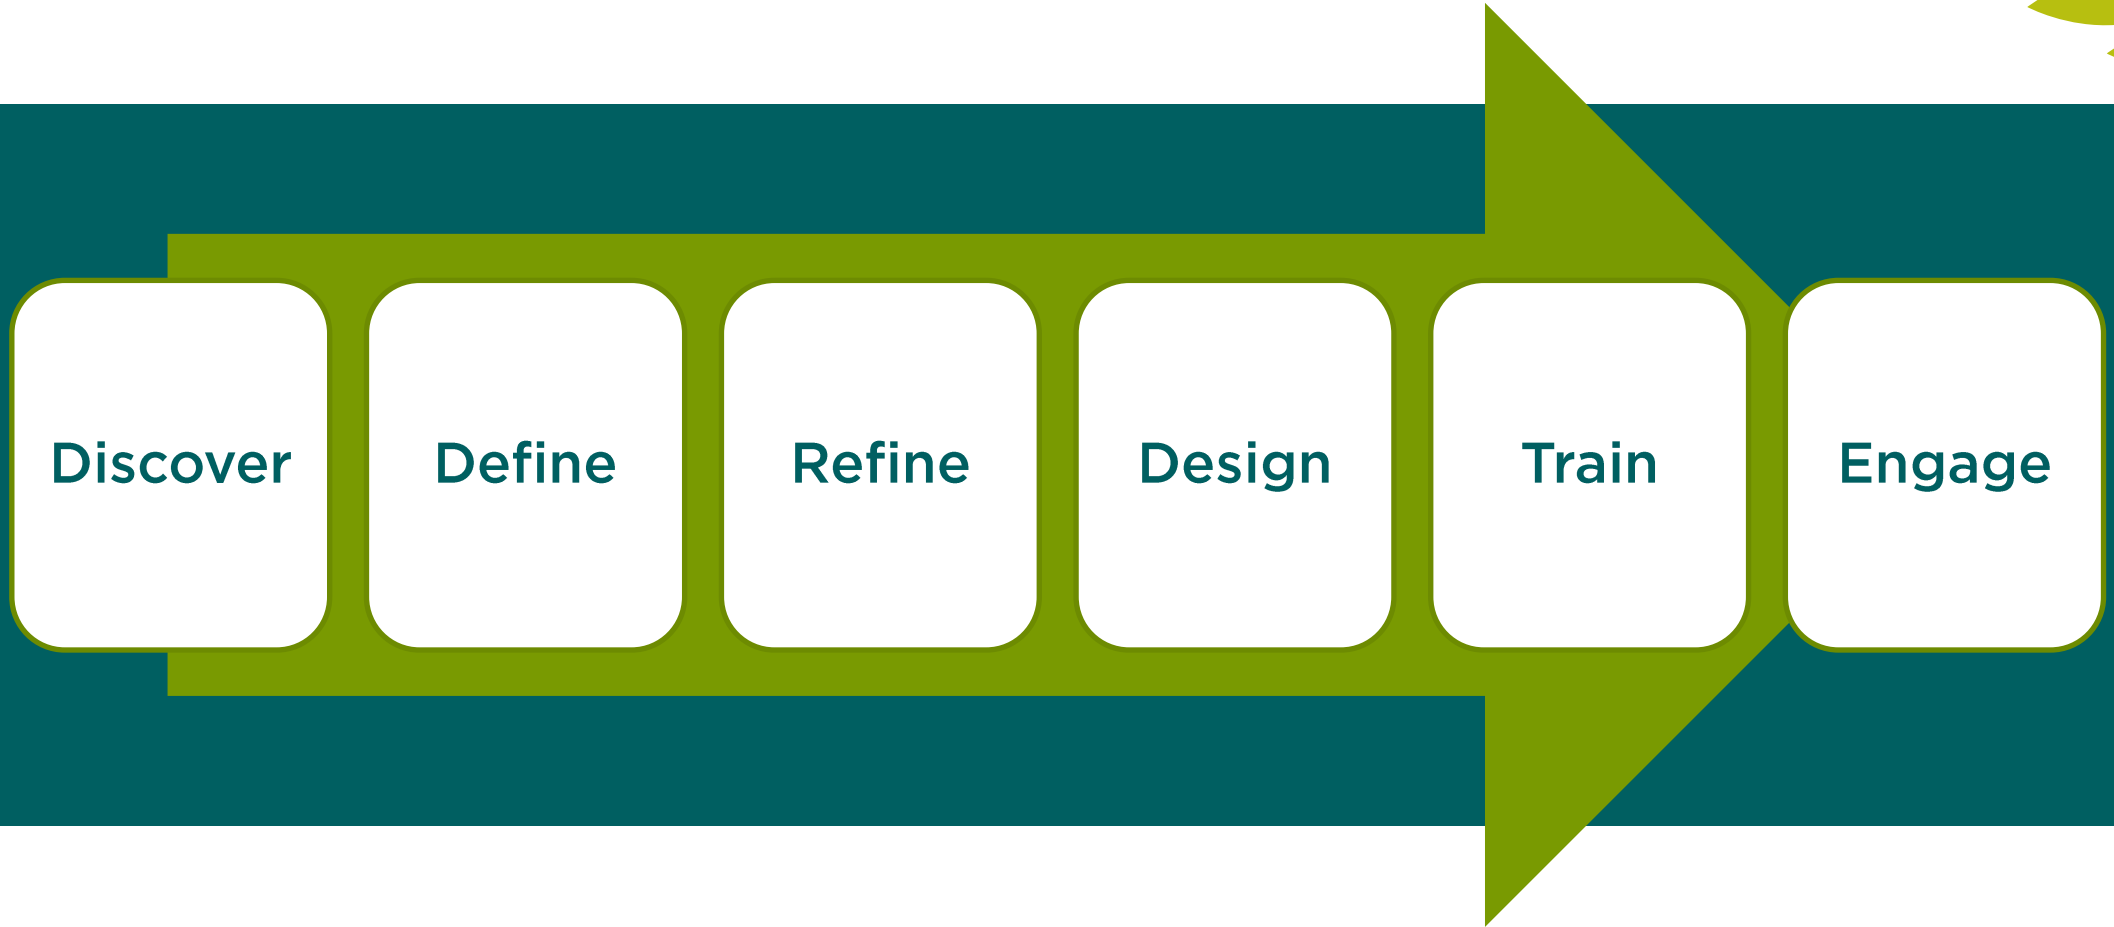 Discover
Define
Refine
Design
Train
Engage